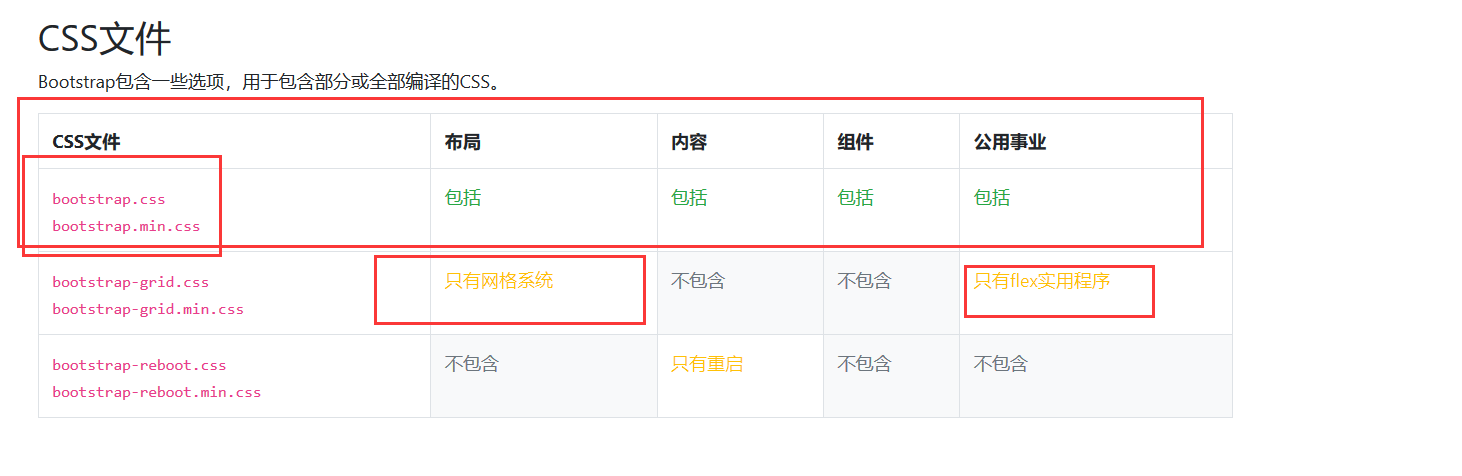 CSS文件
Bootstrap包含一些选项，用于包含部分或全部编译的CSS。
CSS文件 布局 内容 组件 公用事业
bootstrap.css
bootstrap.min.css
包括 包括 包括 包括
bootstrap-grid.css
bootstrap-grid.min.css
只有网格系统 不包含 不包含 只有flex实用程序
bootstrap-reboot.css
bootstrap-reboot.min.css
不包含 只有重启 不包含 不包含